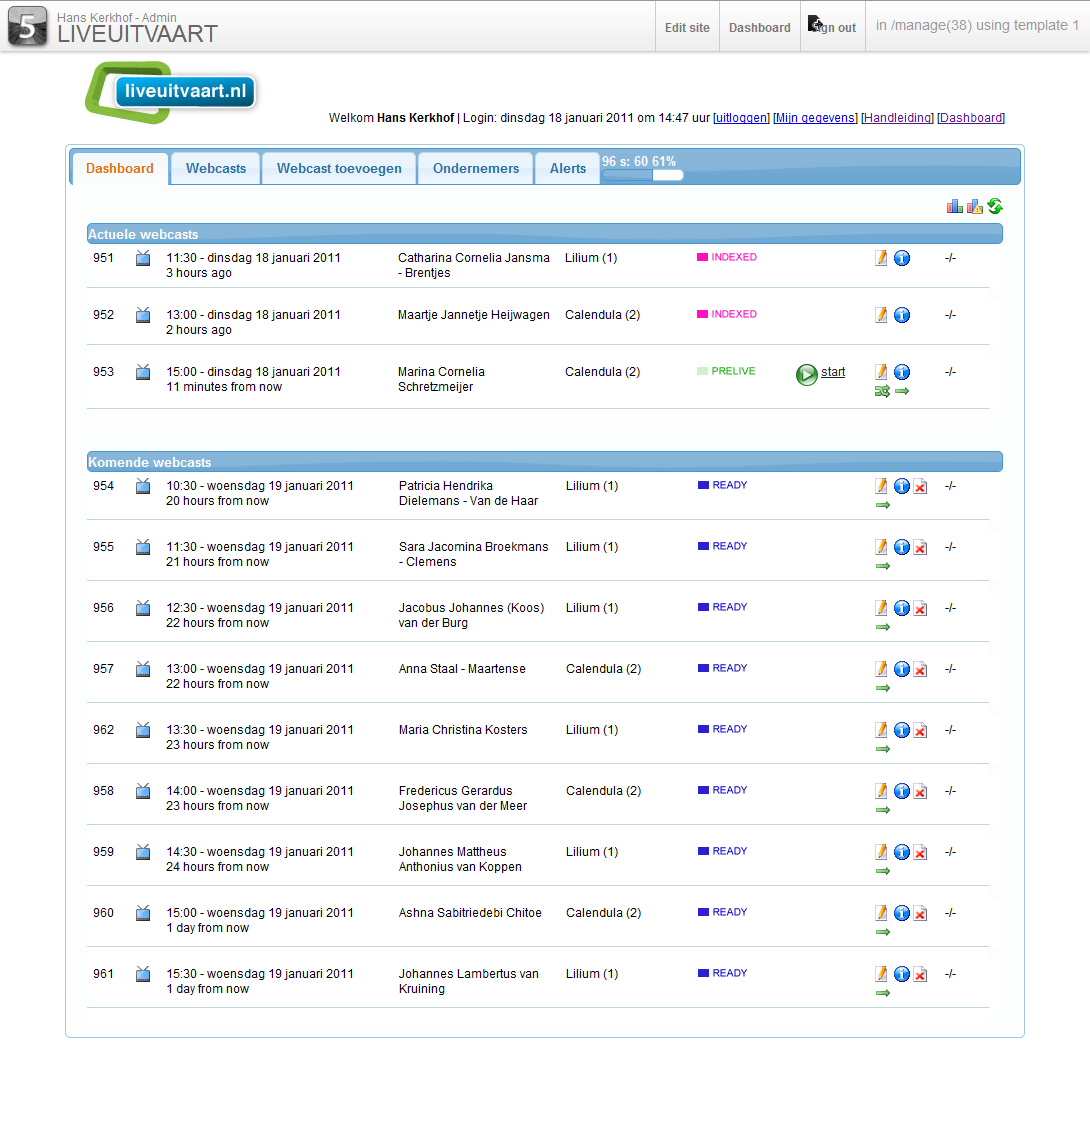 5
Hans Kerkhof - Admin
LIVEUITVAART
Edit site
Dashboard
Sign out
in /manage(38) using template 1
liveuitvaart.nl
Welkom Hans Kerkhof | Login: dinsdag 18 januari 2011 om 14:47 uur [uitloggen] [Mijn gegevens] [Handleiding] [Dashboard]
Dashboard
Webcasts
Webcast toevoegen
Ondernemers
Alerts
96 s: 60 61%
Actuele webcasts
951 11:30 - dinsdag 18 januari 2011 Catharina Cornelia Jansma Lilium (1) INDEXED -/-
3 hours ago - Brentjes
952 13:00 - dinsdag 18 januari 2011 Maartje Jannetje Heijwagen Calendula (2) INDEXED -/-
2 hours ago
953 15:00 - dinsdag 18 januari 2011 Marina Cornelia Calendula (2) PRELIVE start -/-
11 minutes from now Schretzmeijer
Komende webcasts
954 10:30 - woensdag 19 januari 2011 Patricia Hendrika Lilium (1) READY -/-
20 hours from now Dielemans - Van de Haar
955 11:30 - woensdag 19 januari 2011 Sara Jacomina Broekmans Lilium (1) READY -/-
21 hours from now - Clemens
956 12:30 - woensdag 19 januari 2011 Jacobus Johannes (Koos) Lilium (1) READY -/-
22 hours from now van der Burg
957 13:00 - woensdag 19 januari 2011 Anna Staal - Maartense Calendula (2) READY -/-
22 hours from now
962 13:30 - woensdag 19 januari 2011 Maria Christina Kosters Lilium (1) READY -/-
23 hours from now
958 14:00 - woensdag 19 januari 2011 Fredericus Gerardus Calendula (2) READY -/-
23 hours from now Josephus van der Meer
959 14:30 - woensdag 19 januari 2011 Johannes Mattheus Lilium (1) READY -/-
24 hours from now Anthonius van Koppen
960 15:00 - woensdag 19 januari 2011 Ashna Sabitriedebi Chitoe Calendula (2) READY -/-
1 day from now
961 15:30 - woensdag 19 januari 2011 Johannes Lambertus van Lilium (1) READY -/-
1 day from now Kruining